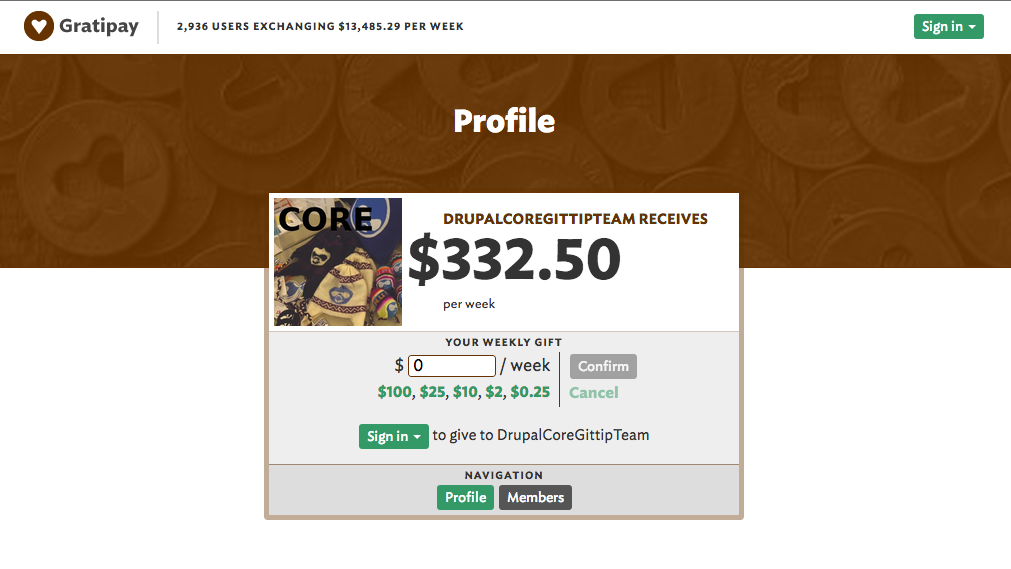 Gratipay
2,936 USERS EXCHANGING $13,485.29 PER WEEK
Sign in
Profile
CORE
DRUPALCOREGITTIPTEAM RECEIVES
$332.50
per week
YOUR WEEKLY GIFT
$ 0 / week
Confirm
$100, $25, $10, $2, $0.25
Cancel
Sign in to give to DrupalCoreGittipTeam
NAVIGATION
Profile Members